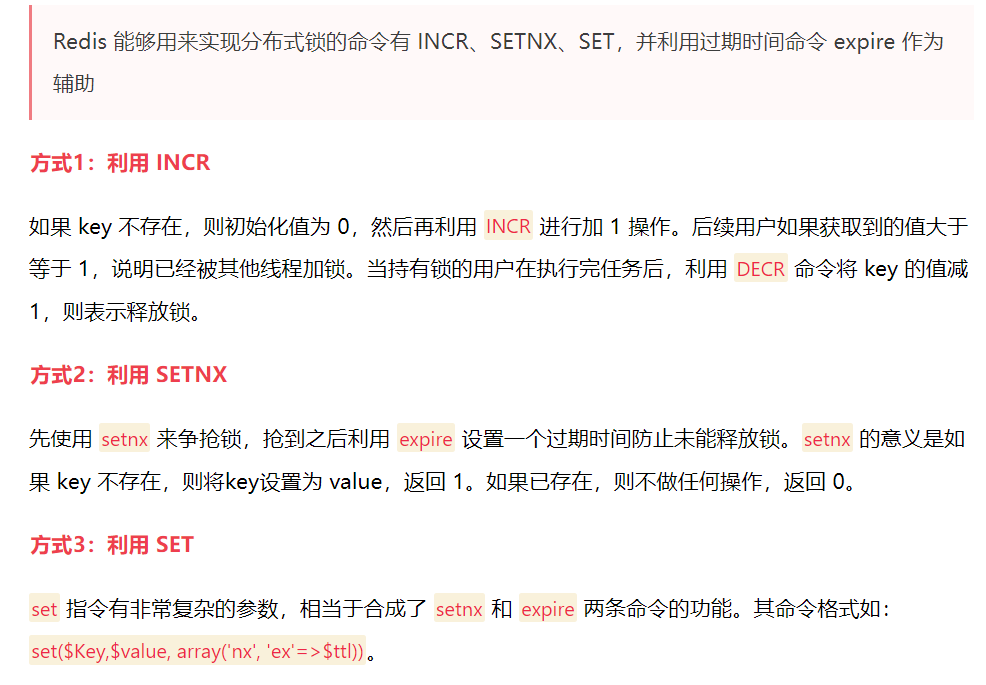 Redis 能够用来实现分布式锁的命令有 INCR、SETNX、SET，并利用过期时间命令 expire 作为
辅助
方式1：利用 INCR
如果 key 不存在，则初始化值为 0，然后再利用 INCR 进行加 1 操作。后续用户如果获取到的值大于
等于 1，说明已经被其他线程加锁。当持有锁的用户在执行完任务后，利用 DECR 命令将 key 的值减
1，则表示释放锁。
方式2：利用 SETNX
先使用 setnx 来争抢锁，抢到之后利用 expire 设置一个过期时间防止未能释放锁。setnx 的意义是如
果 key 不存在，则将key设置为 value，返回 1。如果已存在，则不做任何操作，返回 0。
方式3：利用 SET
set 指令有非常复杂的参数，相当于合成了 setnx 和 expire 两条命令的功能。其命令格式如：
set($Key,$value, array('nx', 'ex'=>$ttl))。